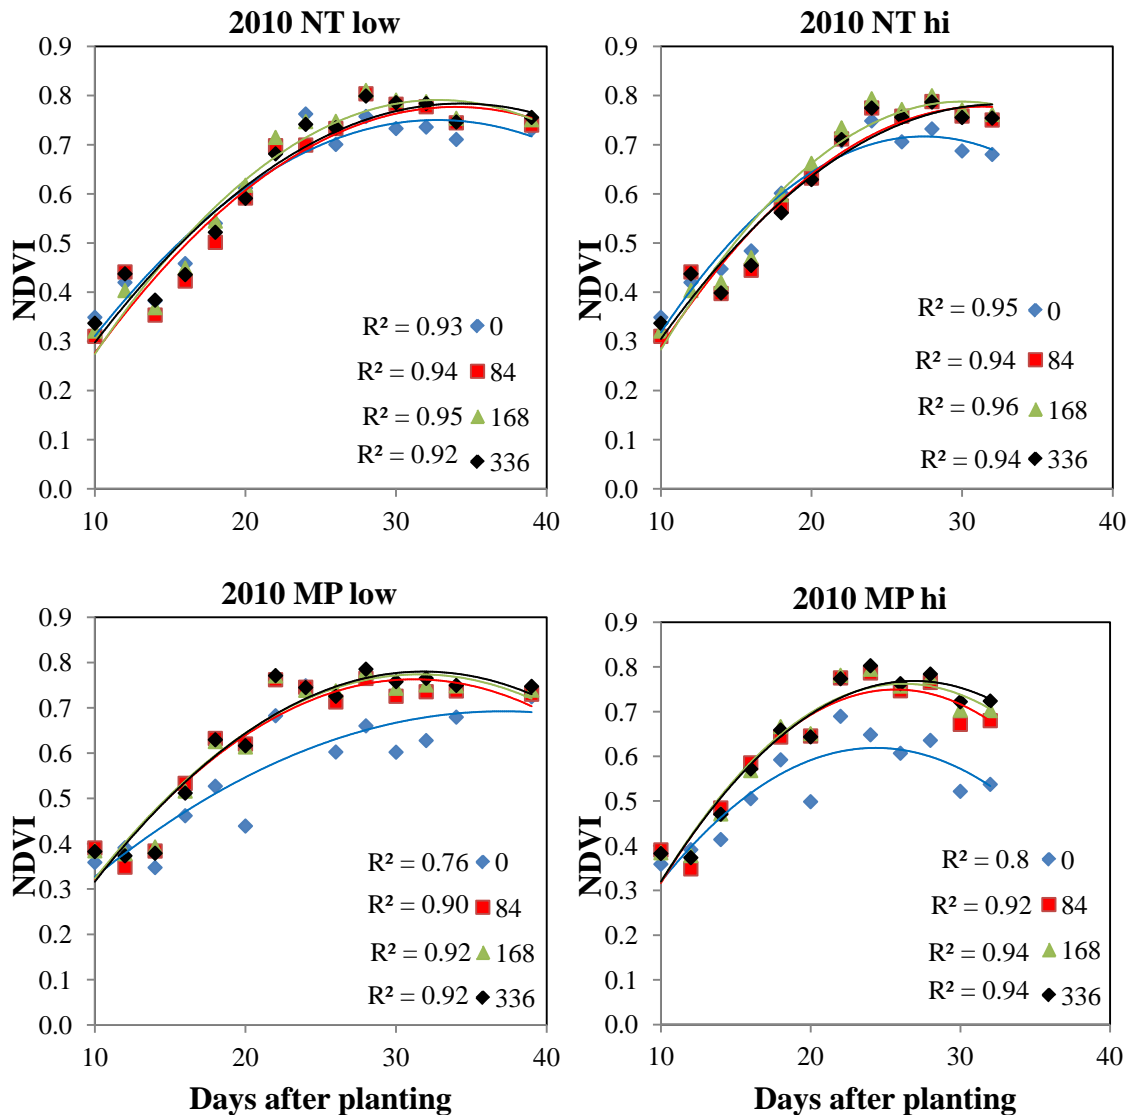 2010 NT low
0.9
0.8
0.7
0.6
0.5
0.4
0.3
0.2
0.1
0.0
NDVI
R² = 0.93 0
R² = 0.94 84
R² = 0.95 168
R² = 0.92 336
10 20 30 40
2010 NT hi
0.9
0.8
0.7
0.6
0.5
0.4
0.3
0.2
0.1
0.0
NDVI
R² = 0.95 0
R² = 0.94 84
R² = 0.96 168
R² = 0.94 336
10 20 30 40
2010 MP low
0.9
0.8
0.7
0.6
0.5
0.4
0.3
0.2
0.1
0.0
NDVI
R² = 0.76 0
R² = 0.90 84
R² = 0.92 168
R² = 0.92 336
10 20 30 40
Days after planting
2010 MP hi
0.9
0.8
0.7
0.6
0.5
0.4
0.3
0.2
0.1
0.0
NDVI
R² = 0.8 0
R² = 0.92 84
R² = 0.94 168
R² = 0.94 336
10 20 30 40
Days after planting